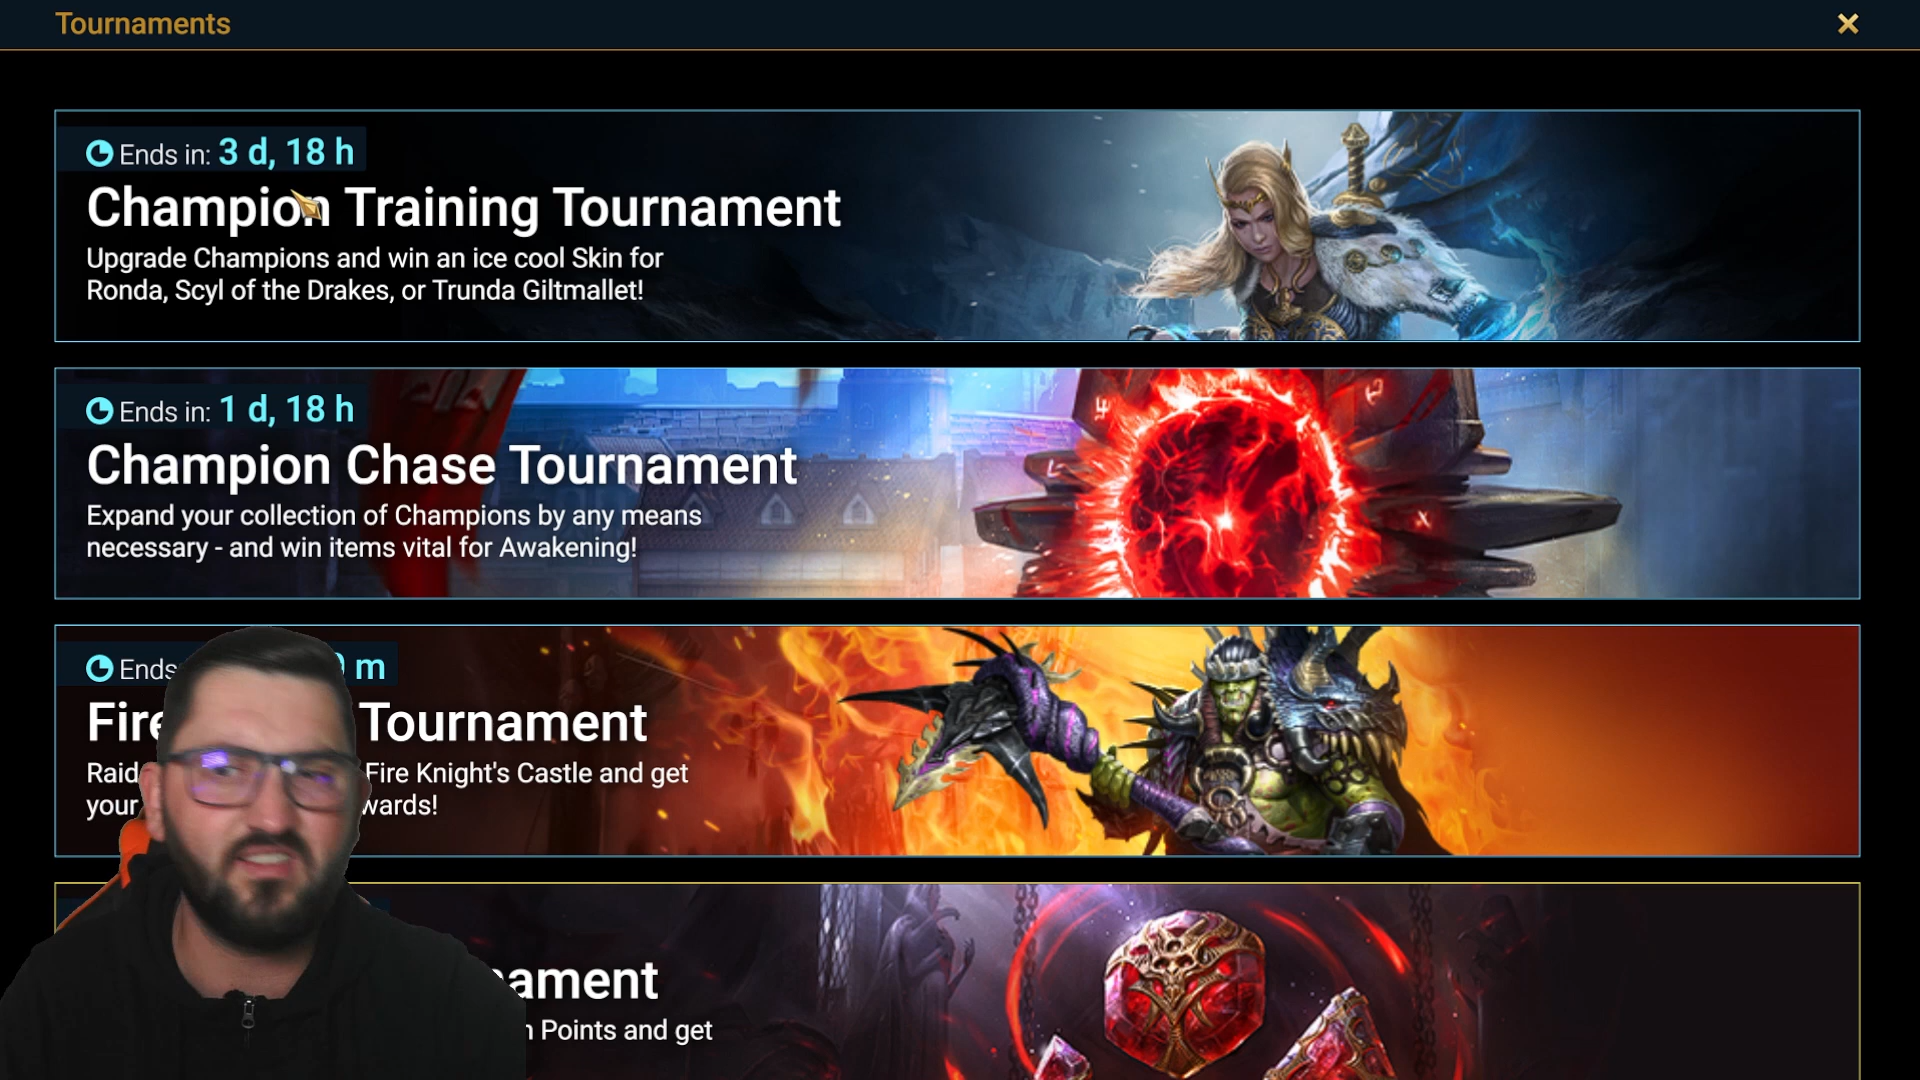 Tournaments
Ends in: 3 d, 18 h
Champion Training Tournament
Upgrade Champions and win an ice cool Skin for
Ronda, Scyl of the Drakes, or Trunda Giltmallet!
Ends in: 1 d, 18 h
Champion Chase Tournament
Expand your collection of Champions by any means
necessary - and win items vital for Awakening!
Ends m
Fire Tournament
Raid Fire Knight's Castle and get
your
Points and get